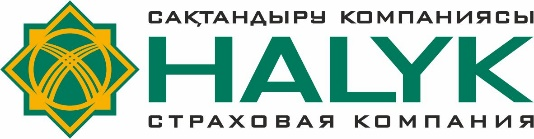 САҚТАНДЫРУ КОМПАНИЯСЫ
HALYK
СТРАХОВАЯ КОМПАНИЯ